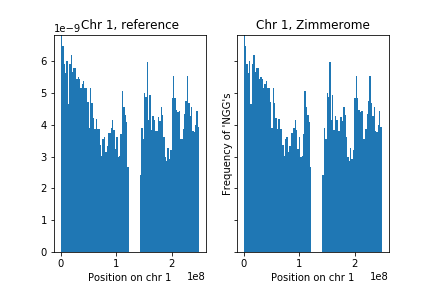 Chr 1, reference
Chr 1, Zimmerome
1e−9
6
5
4
3
2
1
0
Frequency of 'NGG's
0 1 2
1e8
Position on chr 1
0 1 2
1e8
Position on chr 1